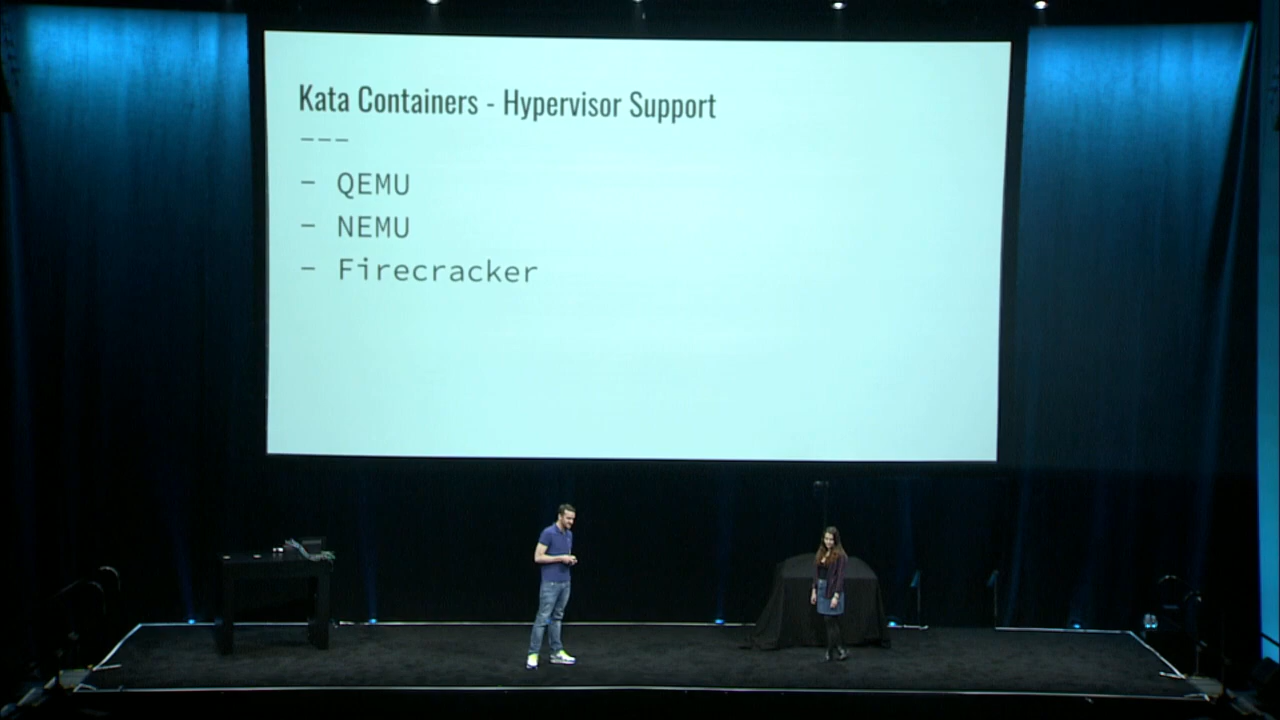 Kata Containers - Hypervisor Support
---
- QEMU
- NEMU
- Firecracker